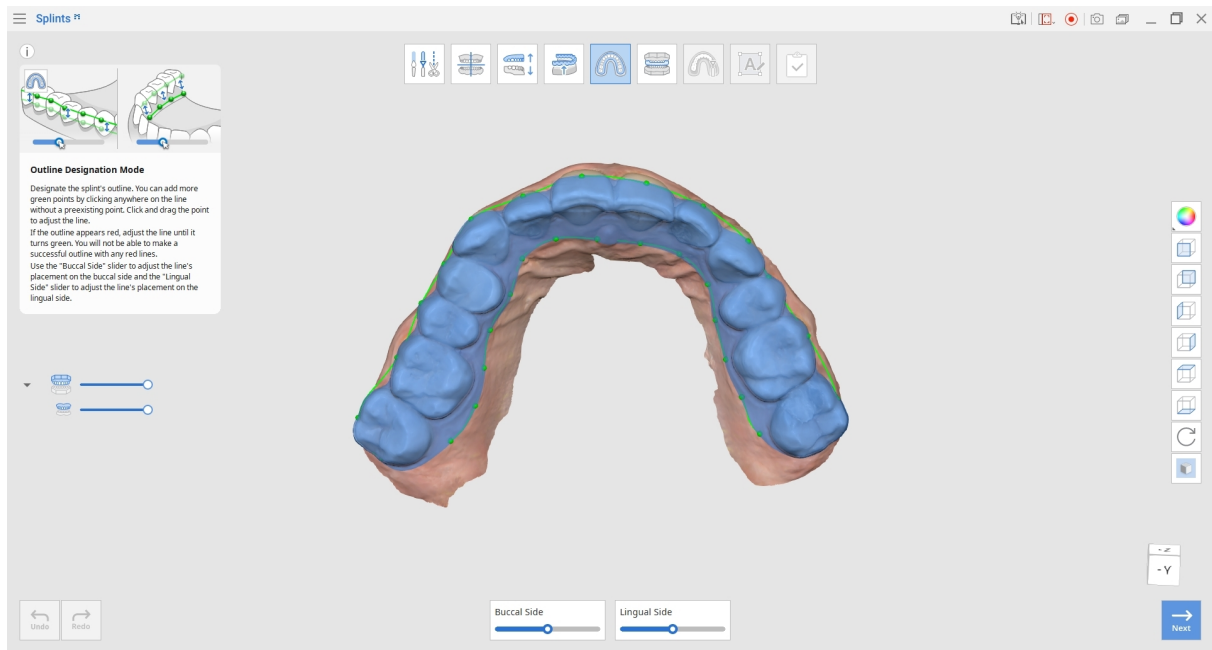 Splints
Outline Designation Mode
Designate the splint's outline. You can add more
green points by clicking anywhere on the line
without a preexisting point. Click and drag the point
to adjust the line.
If the outline appears red, adjust the line until it
turns green. You will not be able to make a
successful outline with any red lines.
Use the "Buccal Side" slider to adjust the line's
placement on the buccal side and the "Lingual
Side" slider to adjust the line's placement on the
lingual side.
- Z
- Y
Undo
Redo
Buccal Side
Lingual Side
Next